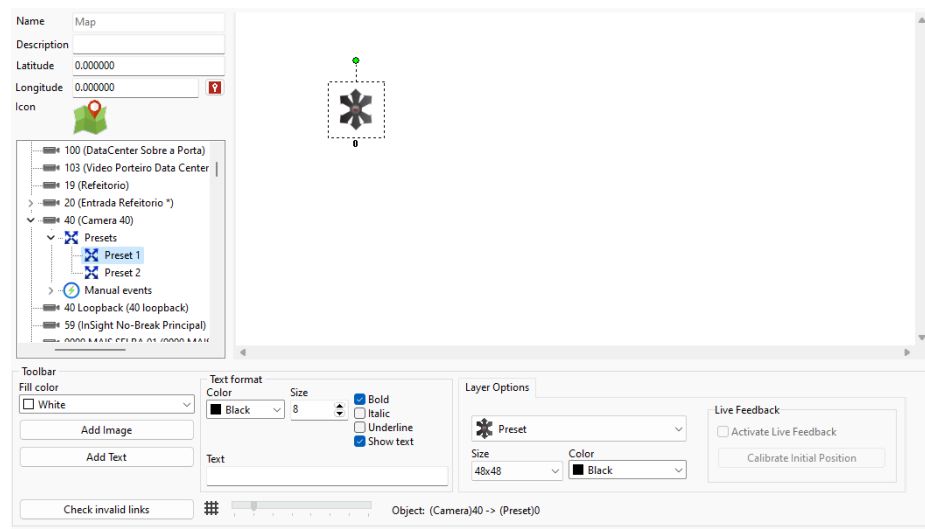 Name Map
Description
Latitude 0.000000
Longitude 0.000000
Icon
100 (DataCenter Sobre a Porta)
103 (Video Porteiro Data Center
19 (Refeitorio)
20 (Entrada Refeitorio *)
40 (Camera 40)
Presets
Preset 1
Preset 2
Manual events
40 Loopback (40 loopback)
59 (InSight No-Break Principal)
0
Toolbar
Fill color
White
Add Image
Add Text
Check invalid links
Text format
Color Size
Black 8
Bold
Italic
Underline
Show text
Text
Layer Options
Preset
Size Color
48x48 Black
Live Feedback
Activate Live Feedback
Calibrate Initial Position
Object: (Camera)40 -> (Preset)0